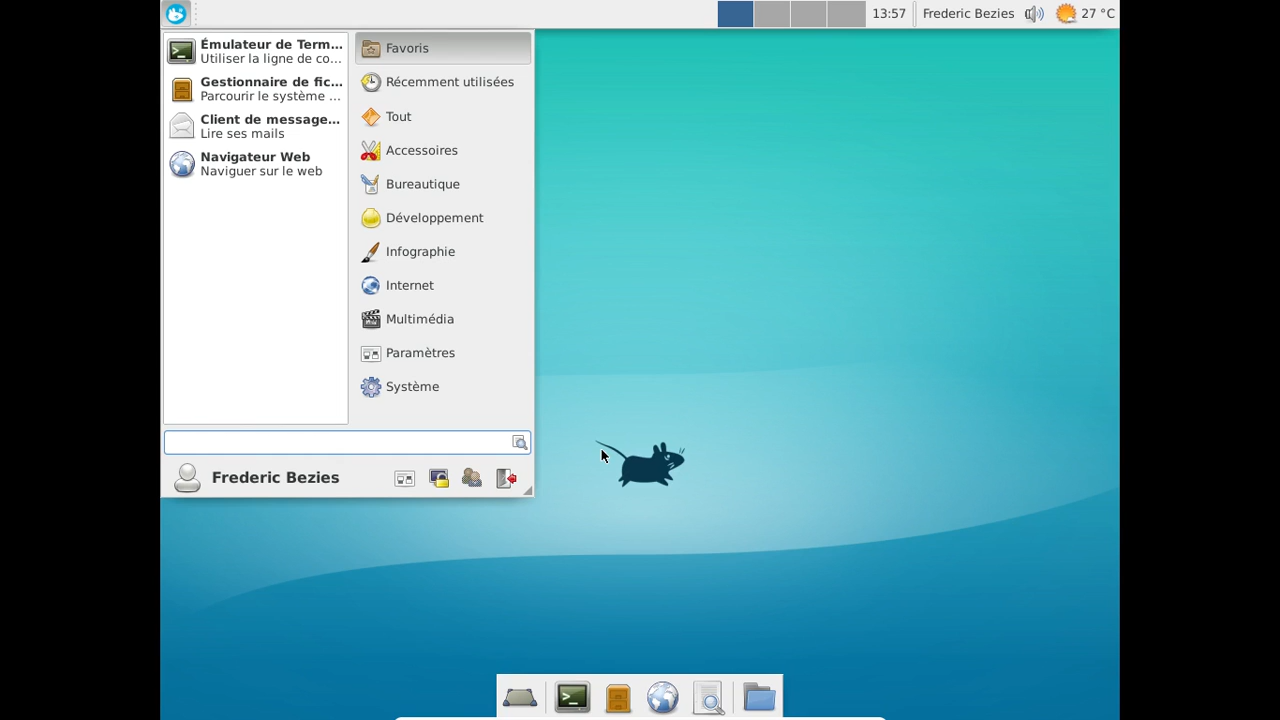 13:57 Frederic Bezies 27 °C
Émulateur de Term...
Utiliser la ligne de co...
Gestionnaire de fic...
Parcourir le système ...
Client de message...
Lire ses mails
Navigateur Web
Naviguer sur le web
Favoris
Récemment utilisées
Tout
Accessoires
Bureautique
Développement
Infographie
Internet
Multimédia
Paramètres
Système
Frederic Bezies